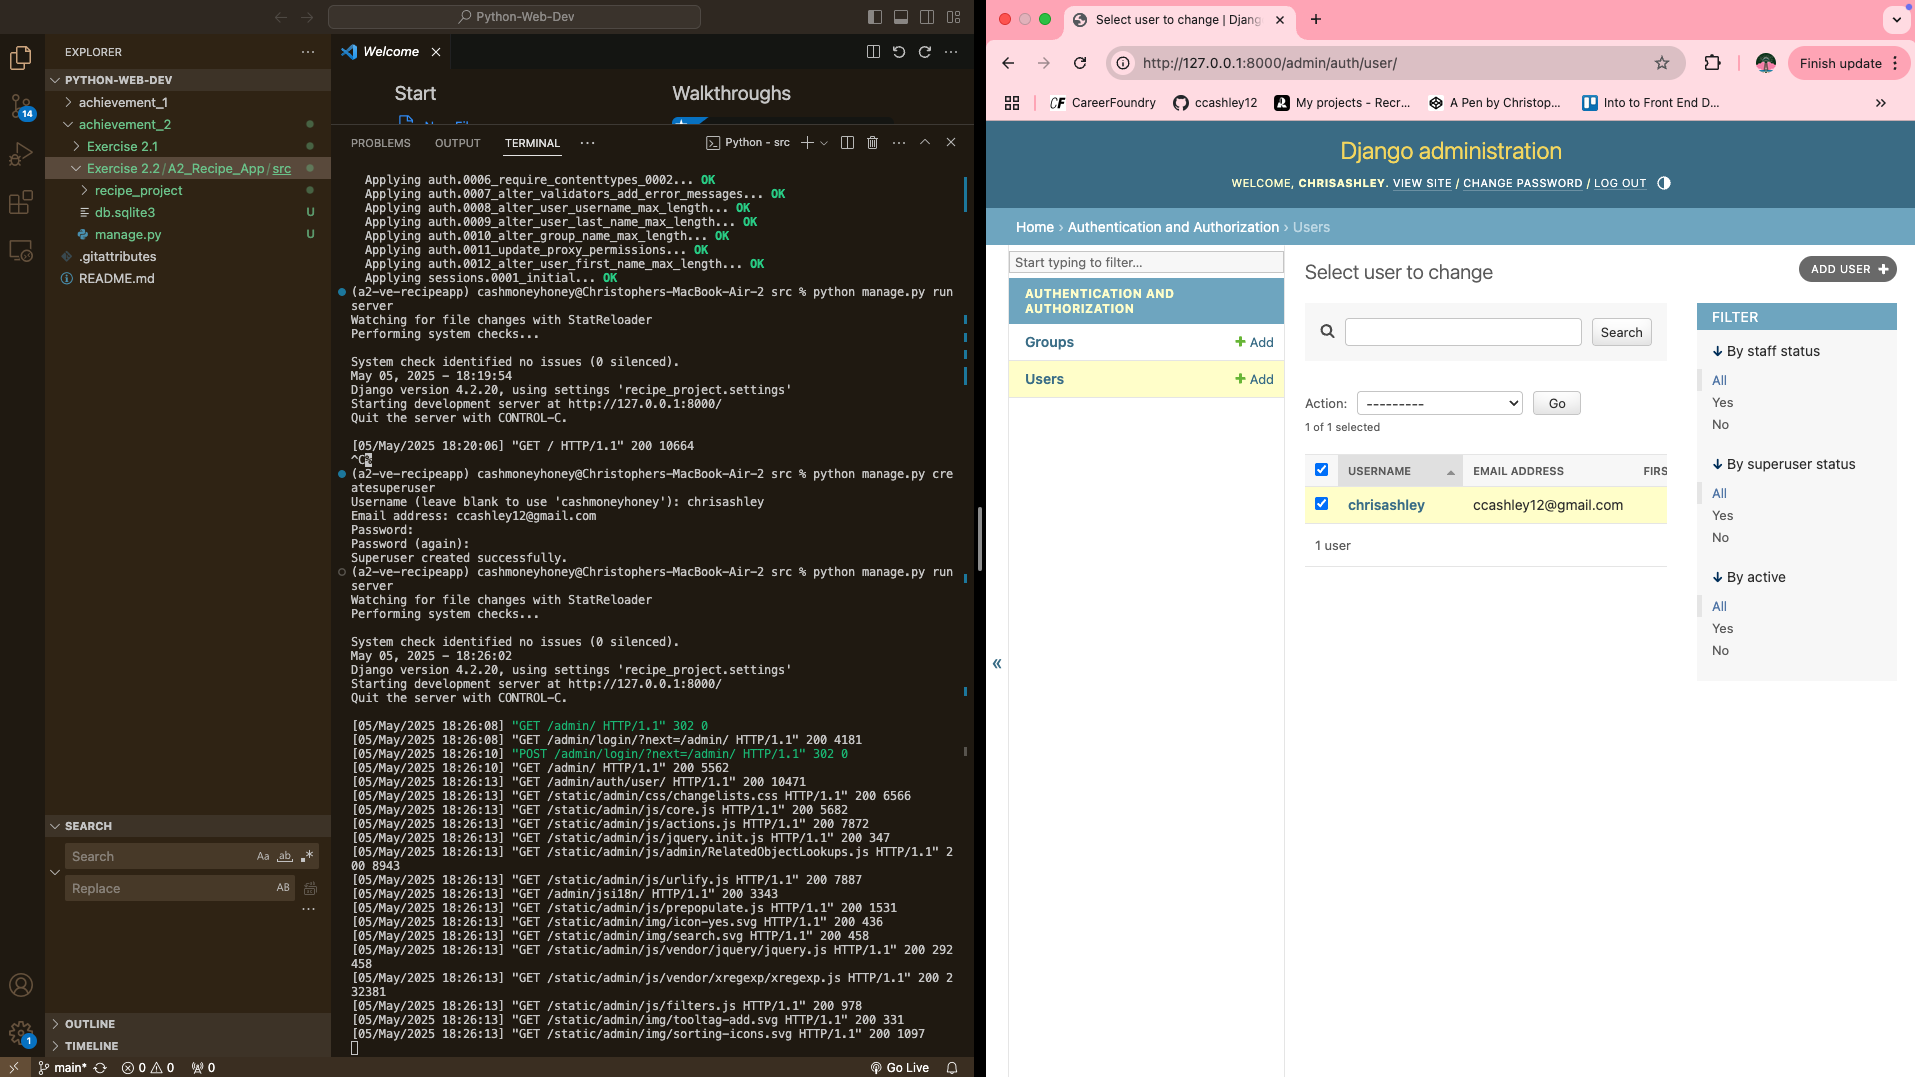 Python-Web-Dev
EXPLORER
PYTHON-WEB-DEV
achievement_1
achievement_2
Exercise 2.1
Exercise 2.2/A2_Recipe_App/src
recipe_project
db.sqlite3 U
manage.py U
.gitattributes
README.md
14
SEARCH
Search
Aa ab
Replace
AB
OUTLINE
TIMELINE
1
main* 0 0 0
Go Live
Welcome
Start
Walkthroughs
PROBLEMS OUTPUT TERMINAL
Python - src
Applying auth.0006_require_contenttypes_0002... OK
Applying auth.0007_alter_validators_add_error_messages... OK
Applying auth.0008_alter_user_username_max_length... OK
Applying auth.0009_alter_user_last_name_max_length... OK
Applying auth.0010_alter_group_name_max_length... OK
Applying auth.0011_update_proxy_permissions... OK
Applying auth.0012_alter_user_first_name_max_length... OK
Applying sessions.0001_initial... OK
(a2-ve-recipeapp) cashmoneyhoney@Christophers-MacBook-Air-2 src % python manage.py run
server
Watching for file changes with StatReloader
Performing system checks...
System check identified no issues (0 silenced).
May 05, 2025 - 18:19:54
Django version 4.2.20, using settings 'recipe_project.settings'
Starting development server at http://127.0.0.1:8000/
Quit the server with CONTROL-C.
[05/May/2025 18:20:06] "GET / HTTP/1.1" 200 10664
^C%
(a2-ve-recipeapp) cashmoneyhoney@Christophers-MacBook-Air-2 src % python manage.py cre
atesuperuser
Username (leave blank to use 'cashmoneyhoney'): chrisashley
Email address: ccashley12@gmail.com
Password:
Password (again):
Superuser created successfully.
(a2-ve-recipeapp) cashmoneyhoney@Christophers-MacBook-Air-2 src % python manage.py run
server
Watching for file changes with StatReloader
Performing system checks...
System check identified no issues (0 silenced).
May 05, 2025 - 18:26:02
Django version 4.2.20, using settings 'recipe_project.settings'
Starting development server at http://127.0.0.1:8000/
Quit the server with CONTROL-C.
[05/May/2025 18:26:08] "GET /admin/ HTTP/1.1" 302 0
[05/May/2025 18:26:08] "GET /admin/login/?next=/admin/ HTTP/1.1" 200 4181
[05/May/2025 18:26:10] "POST /admin/login/?next=/admin/ HTTP/1.1" 302 0
[05/May/2025 18:26:10] "GET /admin/ HTTP/1.1" 200 5562
[05/May/2025 18:26:13] "GET /admin/auth/user/ HTTP/1.1" 200 10471
[05/May/2025 18:26:13] "GET /static/admin/css/changelists.css HTTP/1.1" 200 6566
[05/May/2025 18:26:13] "GET /static/admin/js/core.js HTTP/1.1" 200 5682
[05/May/2025 18:26:13] "GET /static/admin/js/actions.js HTTP/1.1" 200 7872
[05/May/2025 18:26:13] "GET /static/admin/js/jquery.init.js HTTP/1.1" 200 347
[05/May/2025 18:26:13] "GET /static/admin/js/admin/RelatedObjectLookups.js HTTP/1.1" 2
00 8943
[05/May/2025 18:26:13] "GET /static/admin/js/urlify.js HTTP/1.1" 200 7887
[05/May/2025 18:26:13] "GET /admin/jsi18n/ HTTP/1.1" 200 3343
[05/May/2025 18:26:13] "GET /static/admin/js/prepopulate.js HTTP/1.1" 200 1531
[05/May/2025 18:26:13] "GET /static/admin/img/icon-yes.svg HTTP/1.1" 200 436
[05/May/2025 18:26:13] "GET /static/admin/img/search.svg HTTP/1.1" 200 458
[05/May/2025 18:26:13] "GET /static/admin/js/vendor/jquery/jquery.js HTTP/1.1" 200 292
458
[05/May/2025 18:26:13] "GET /static/admin/js/vendor/xregexp/xregexp.js HTTP/1.1" 200 2
32381
[05/May/2025 18:26:13] "GET /static/admin/js/filters.js HTTP/1.1" 200 978
[05/May/2025 18:26:13] "GET /static/admin/img/tooltag-add.svg HTTP/1.1" 200 331
[05/May/2025 18:26:13] "GET /static/admin/img/sorting-icons.svg HTTP/1.1" 200 1097
Select user to change | Djang
http://127.0.0.1:8000/admin/auth/user/
Finish update
CF CareerFoundry ccashley12 My projects - Recr... A Pen by Christop... Into to Front End D...
Django administration
WELCOME, CHRISASHLEY. VIEW SITE / CHANGE PASSWORD / LOG OUT
Home › Authentication and Authorization › Users
Start typing to filter...
AUTHENTICATION AND
AUTHORIZATION
Groups + Add
Users + Add
«
Select user to change
ADD USER +
Search
Action: --------- Go
1 of 1 selected
USERNAME EMAIL ADDRESS FIRS
chrisashley ccashley12@gmail.com
1 user
FILTER
↓ By staff status
All
Yes
No
↓ By superuser status
All
Yes
No
↓ By active
All
Yes
No